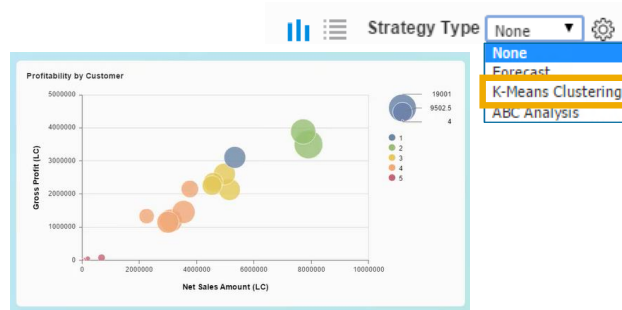 Strategy Type None
None
Forecast
K-Means Clustering
ABC Analysis
Profitability by Customer
5000000
4000000
3000000
2000000
1000000
0
Gross Profit (LC)
0 2000000 4000000 6000000 8000000 10000000
Net Sales Amount (LC)
19001
9502.5
4
1
2
3
4
5